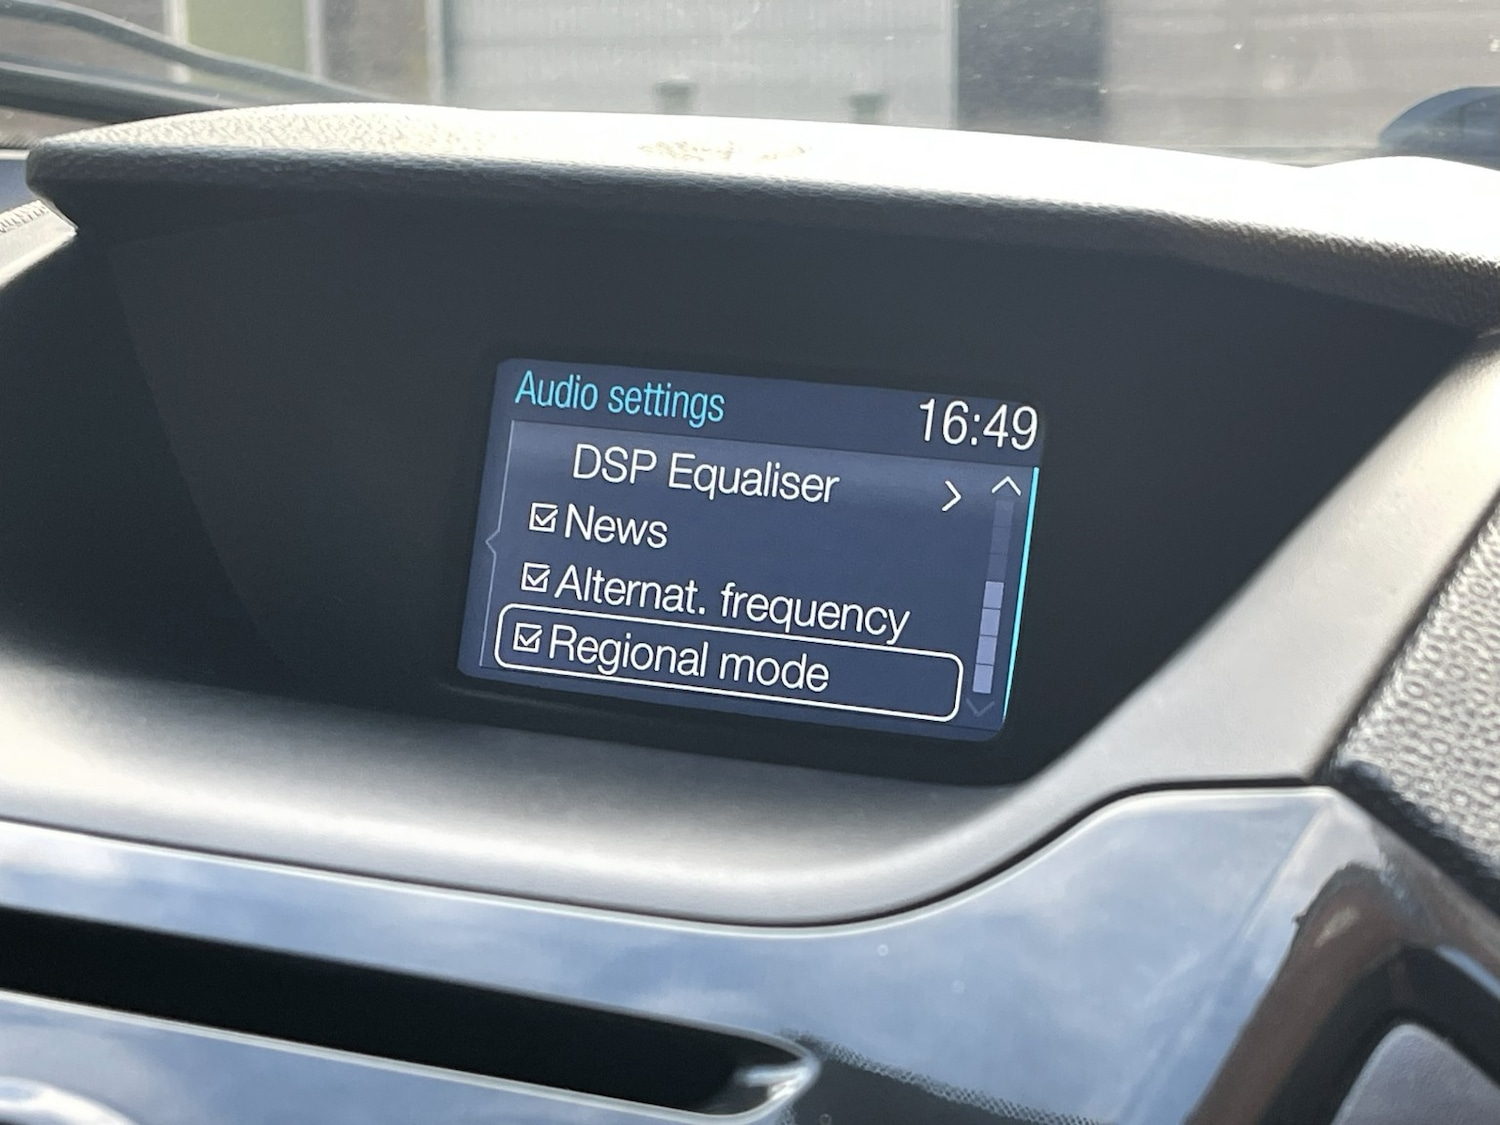 Audio settings
16:49
DSP Equaliser
News
Alternat. frequency
Regional mode